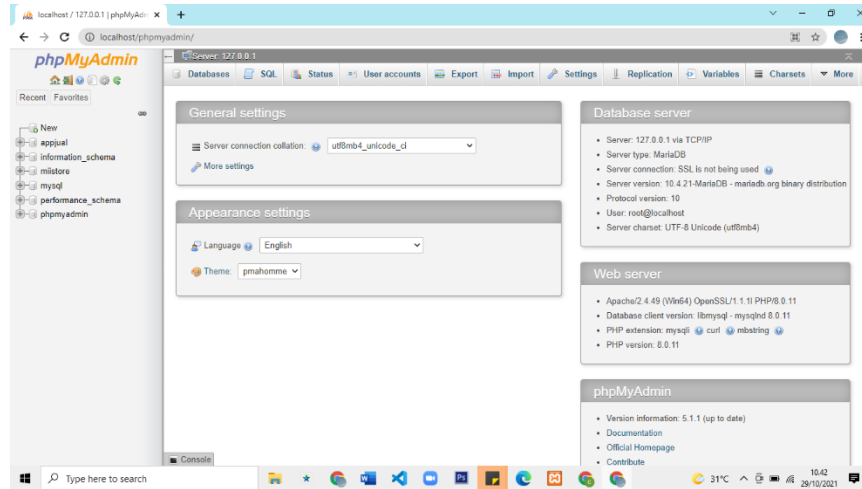 localhost / 127.0.0.1 | phpMyAdm
localhost/phpmyadmin/
phpMyAdmin
Recent Favorites
New
appjual
information_schema
miistore
mysql
performance_schema
phpmyadmin
Server: 127.0.0.1
Databases SQL Status User accounts Export Import Settings Replication Variables Charsets More
General settings
Server connection collation: utf8mb4_unicode_ci
More settings
Appearance settings
Language English
Theme: pmahomme
Database server
Server: 127.0.0.1 via TCP/IP
Server type: MariaDB
Server connection: SSL is not being used
Server version: 10.4.21-MariaDB - mariadb.org binary distribution
Protocol version: 10
User: root@localhost
Server charset: UTF-8 Unicode (utf8mb4)
Web server
Apache/2.4.49 (Win64) OpenSSL/1.1.1l PHP/8.0.11
Database client version: libmysql - mysqlnd 8.0.11
PHP extension: mysqli curl mbstring
PHP version: 8.0.11
phpMyAdmin
Version information: 5.1.1 (up to date)
Documentation
Official Homepage
Contribute
Console
Type here to search
Ps
31°C
10.42
29/10/2021